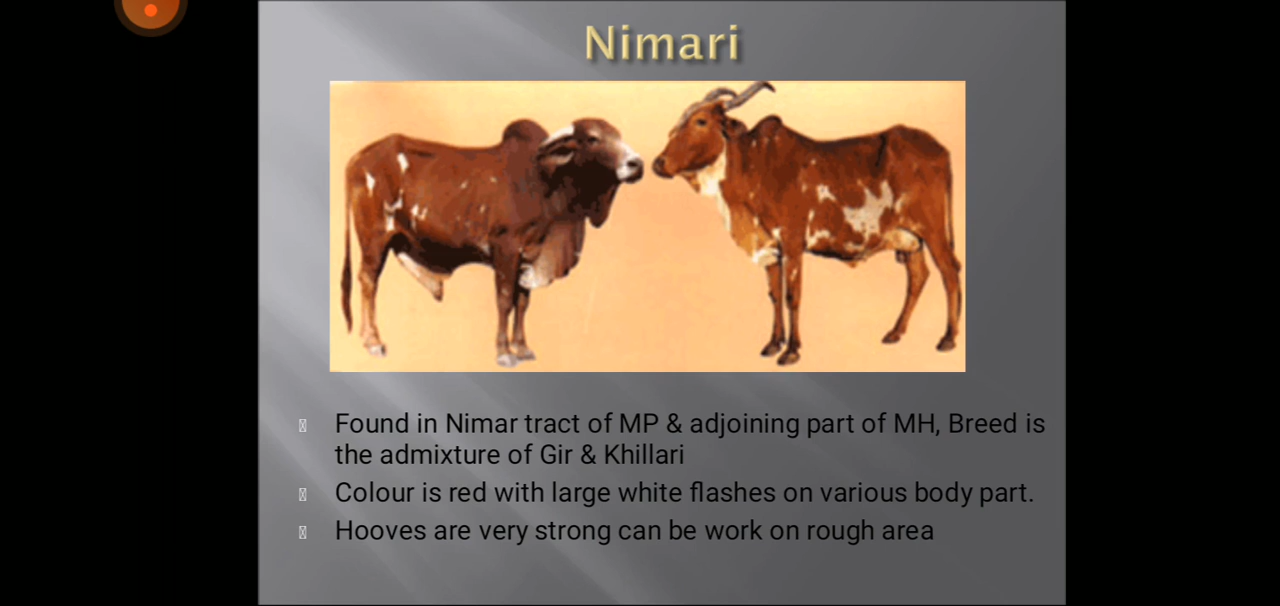 Nimari
Found in Nimar tract of MP & adjoining part of MH, Breed is
the admixture of Gir & Khillari
Colour is red with large white flashes on various body part.
Hooves are very strong can be work on rough area